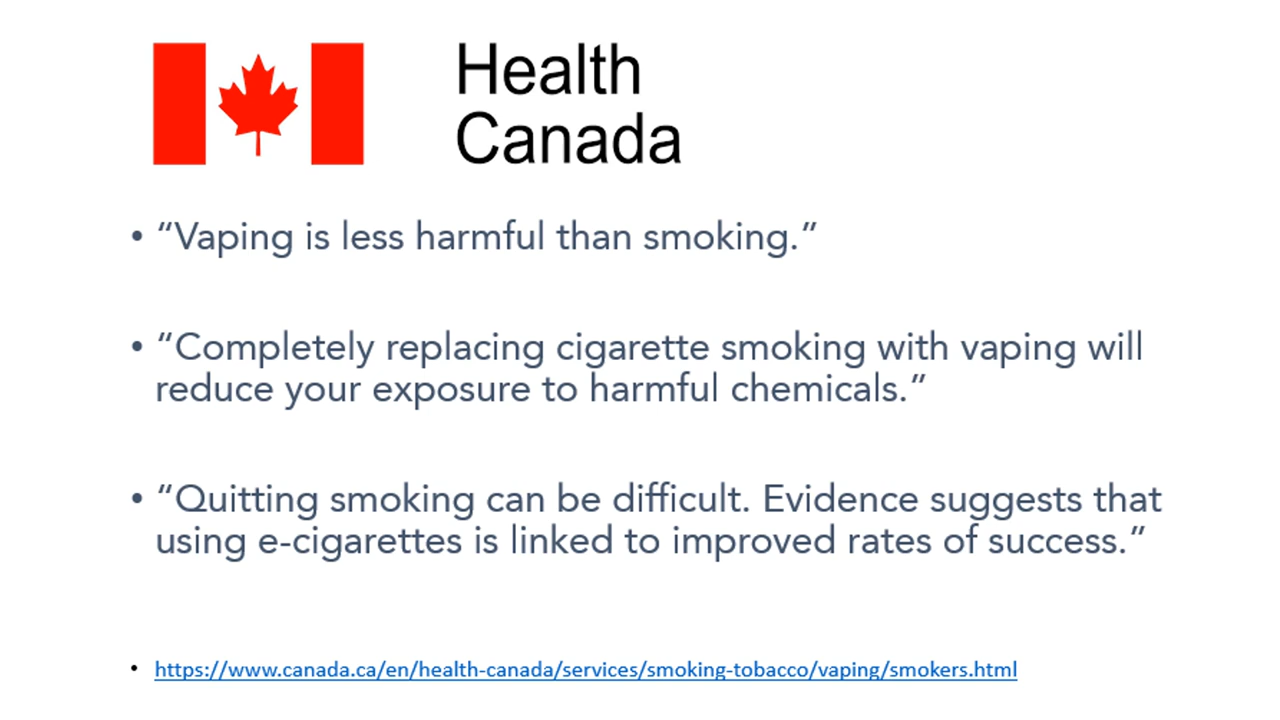 Health
Canada
• “Vaping is less harmful than smoking.”
• “Completely replacing cigarette smoking with vaping will
reduce your exposure to harmful chemicals.”
• “Quitting smoking can be difficult. Evidence suggests that
using e-cigarettes is linked to improved rates of success.”
• https://www.canada.ca/en/health-canada/services/smoking-tobacco/vaping/smokers.html